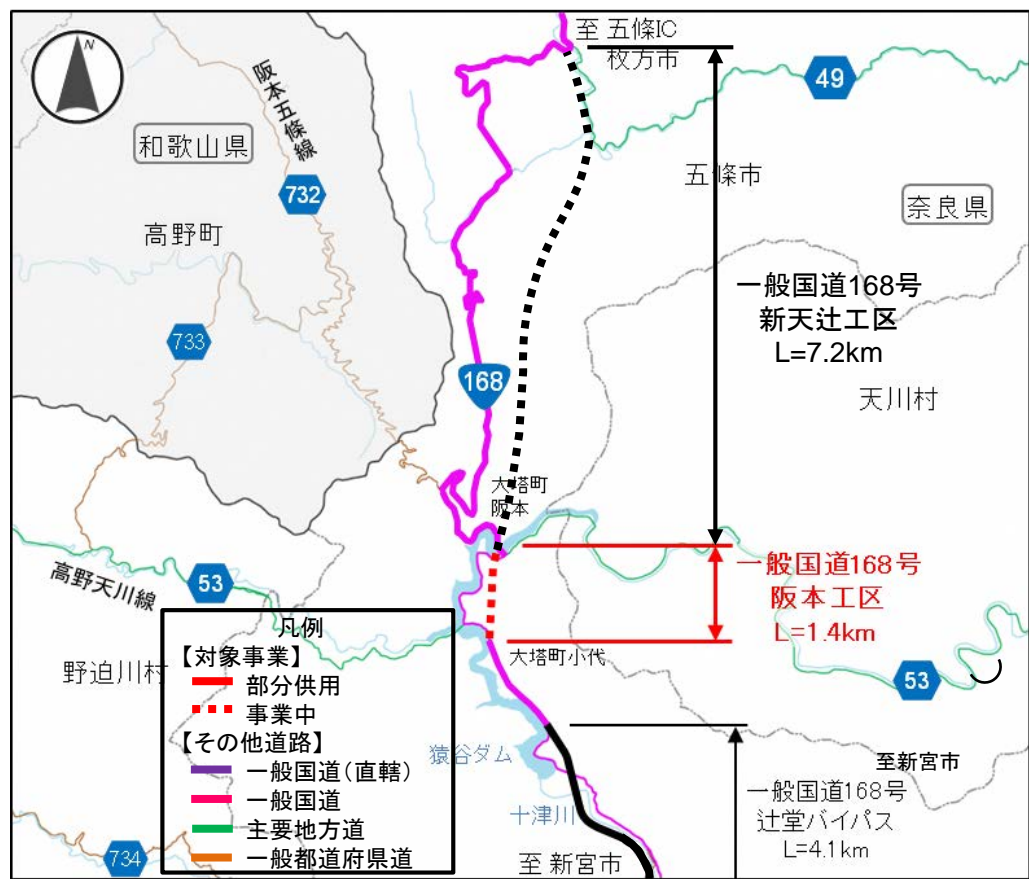 N
至 五條IC
枚方市
49
阪本五條線
和歌山県
五條市
732
奈良県
高野町
一般国道168号
新天辻工区
L=7.2km
733
168
天川村
大塔町
阪本
一般国道168号
阪本工区
L=1.4km
高野天川線
53
大塔町小代
53
野迫川村
凡例
【対象事業】
部分供用
事業中
【その他道路】
一般国道(直轄)
一般国道
主要地方道
一般都道府県道
猿谷ダム
至新宮市
一般国道168号
辻堂バイパス
L=4.1km
十津川
至 新宮市
734